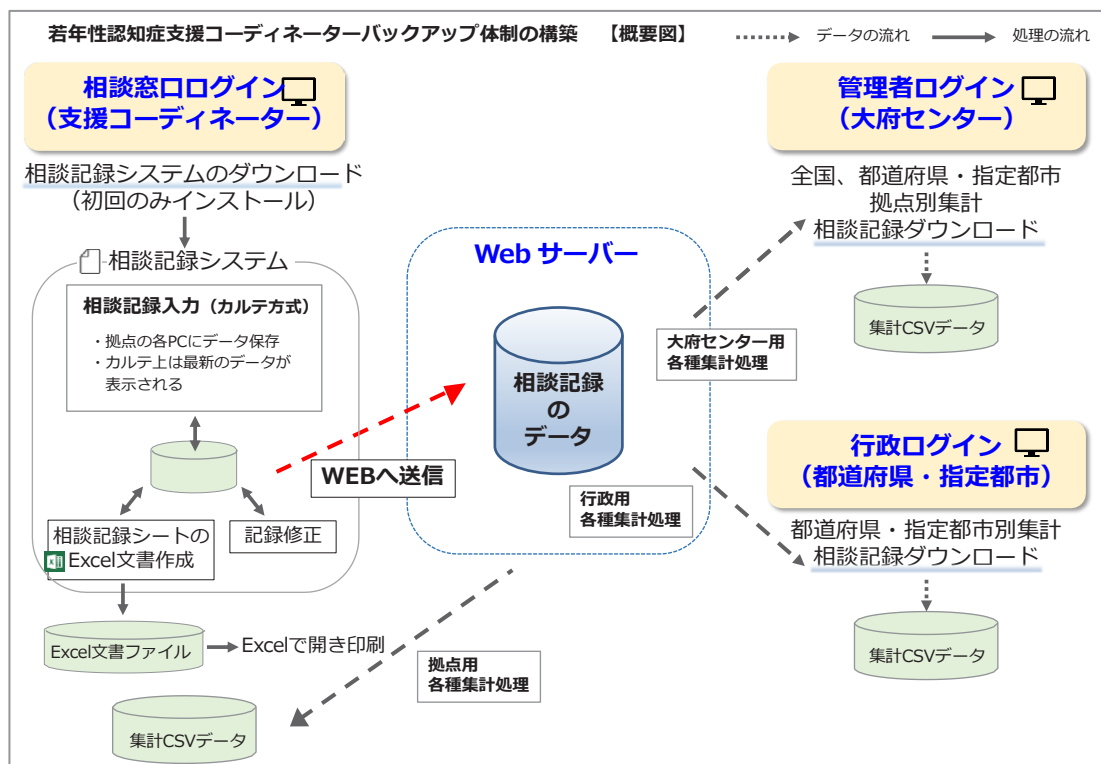 若年性認知症支援コーディネーターバックアップ体制の構築 【概要図】
データの流れ
処理の流れ
相談窓口ログイン
(支援コーディネーター)
相談記録システムのダウンロード
(初回のみインストール)
相談記録システム
相談記録入力(カルテ方式)
・拠点の各PCにデータ保存
・カルテ上は最新のデータが
表示される
相談記録シートの
Excel文書作成
記録修正
Excel文書ファイル
Excelで開き印刷
集計CSVデータ
WEBへ送信
Web サーバー
相談記録
の
データ
大府センター用
各種集計処理
行政用
各種集計処理
拠点用
各種集計処理
管理者ログイン
(大府センター)
全国、都道府県・指定都市
拠点別集計
相談記録ダウンロード
集計CSVデータ
行政ログイン
(都道府県・指定都市)
都道府県・指定都市別集計
相談記録ダウンロード
集計CSVデータ